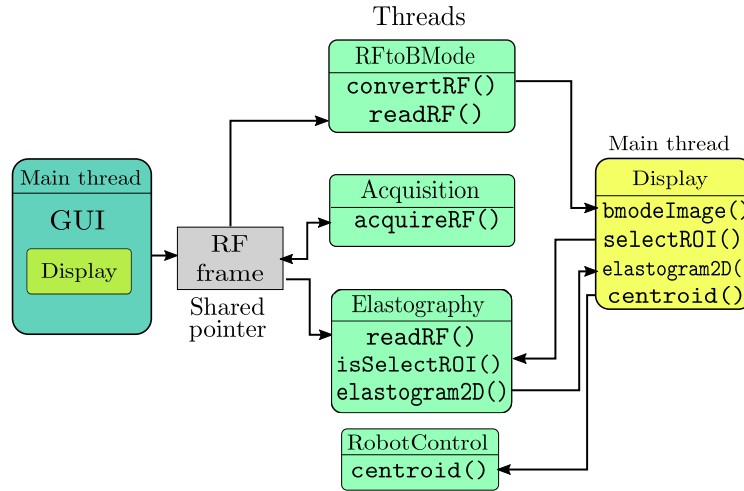 Threads
RFtoBMode
convertRF()
readRF()
Main thread
GUI
Display
RF
frame
Shared
pointer
Acquisition
acquireRF()
Elastography
readRF()
isSelectROI()
elastogram2D()
RobotControl
centroid()
Main thread
Display
bmodeImage()
selectROI()
elastogram2D(
centroid()